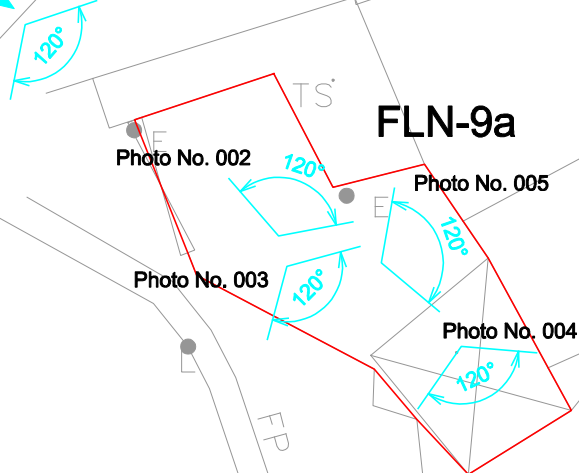 120°
TS
FLN-9a
E
Photo No. 002
120°
Photo No. 005
E
120°
Photo No. 003
120°
Photo No. 004
L
120°
FP